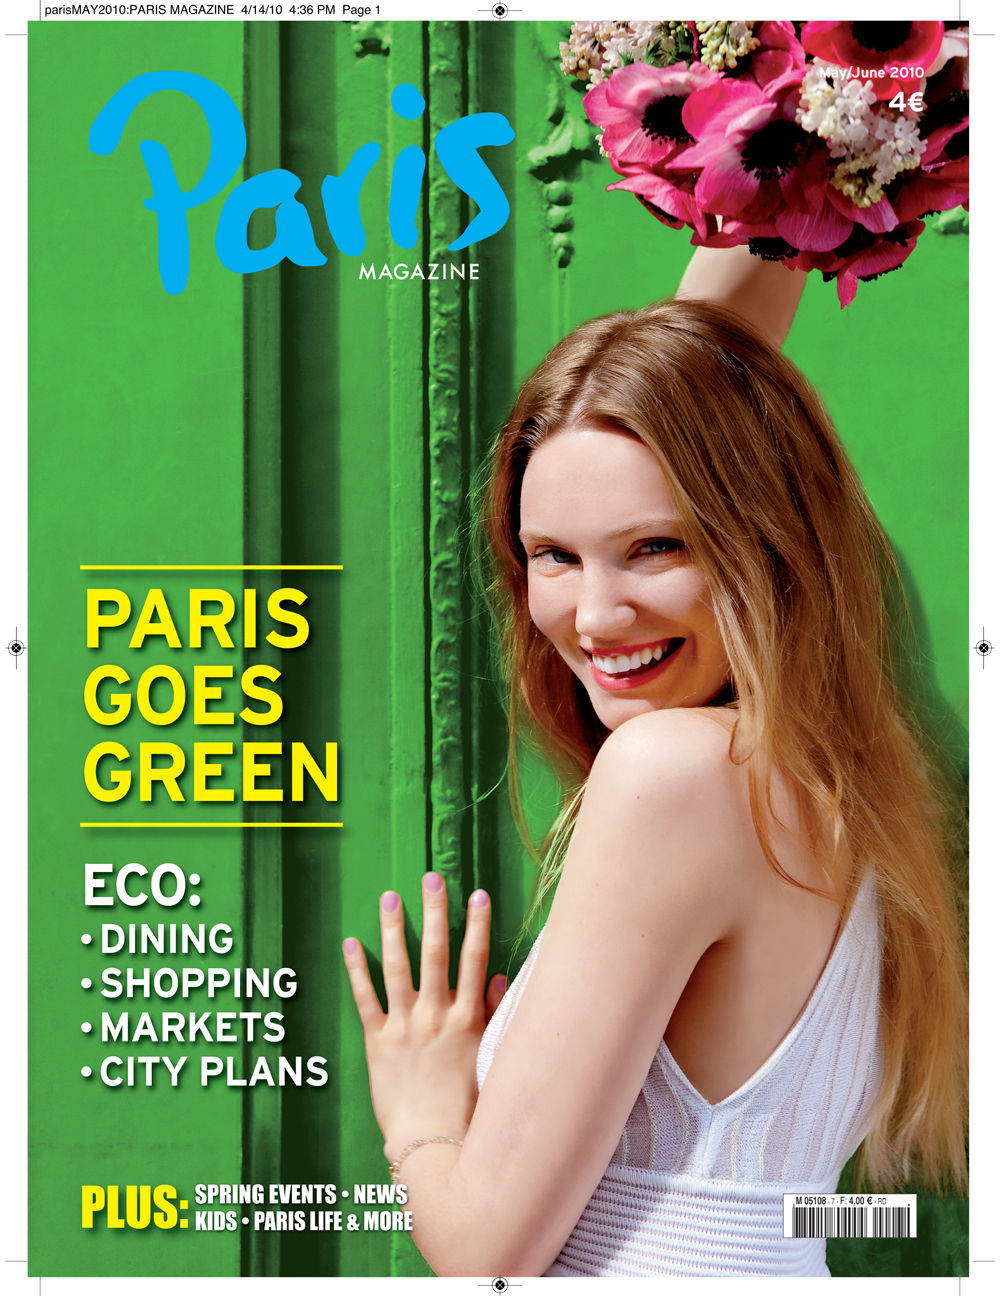 parisMAY2010:PARIS MAGAZINE 4/14/10 4:36 PM Page 1
May/June 2010
4€
Paris
MAGAZINE
PARIS
GOES
GREEN
ECO:
• DINING
• SHOPPING
• MARKETS
• CITY PLANS
PLUS: SPRING EVENTS • NEWS
KIDS • PARIS LIFE & MORE
M 05108 - 7 - F: 4,00 € - RD